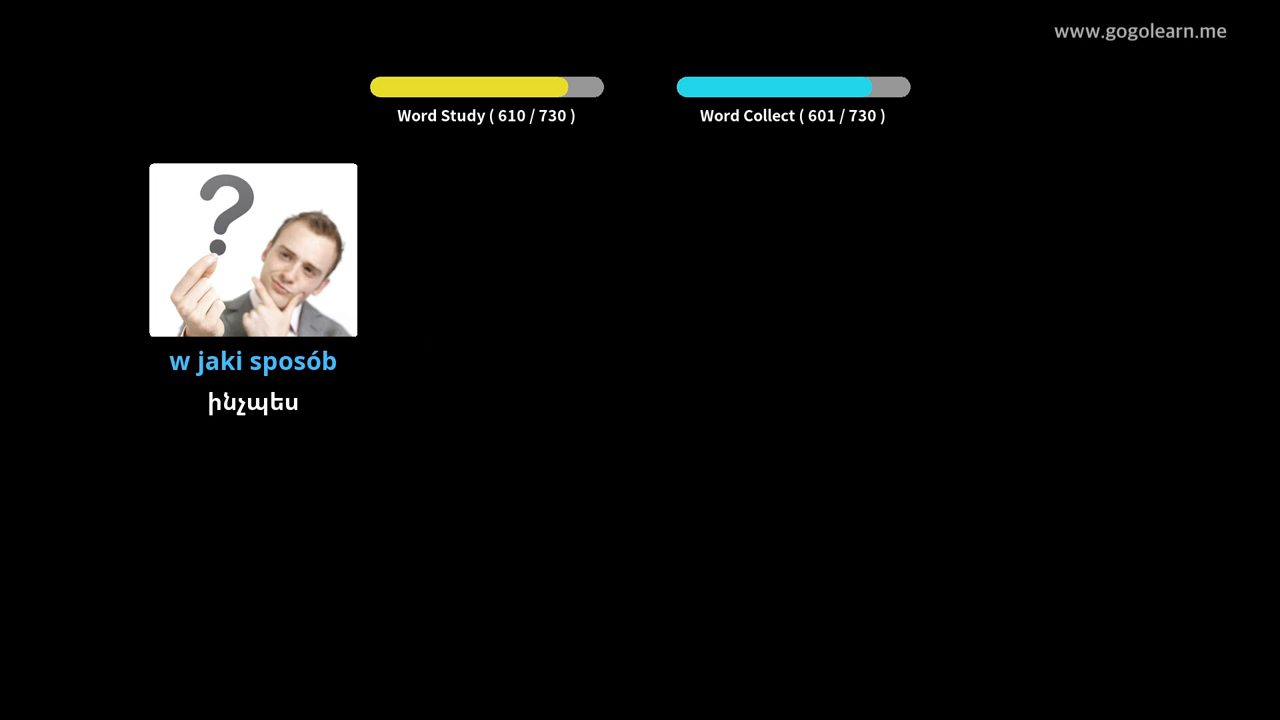 www.gogolearn.me
Word Study ( 610 / 730 )
Word Collect ( 601 / 730 )
?
w jaki sposób
ինչպես